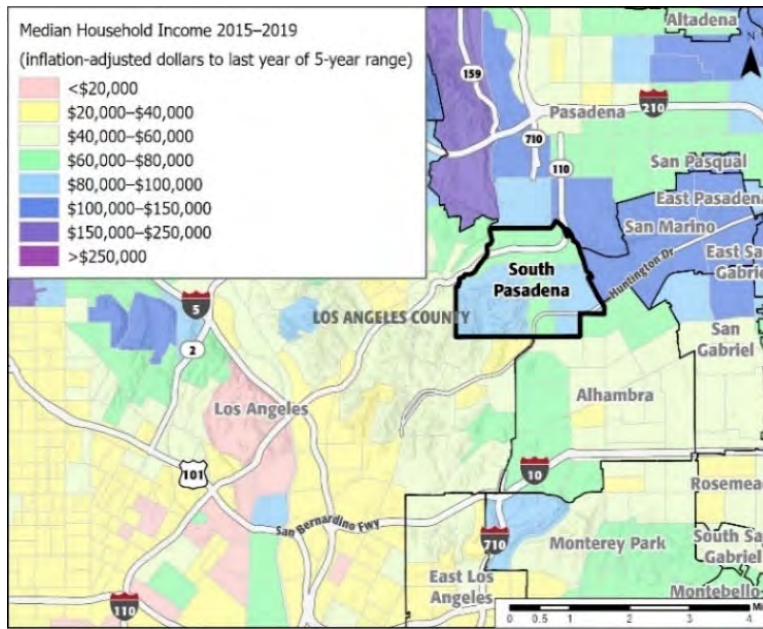 Median Household Income 2015–2019
(inflation-adjusted dollars to last year of 5-year range)
<$20,000
$20,000–$40,000
$40,000–$60,000
$60,000–$80,000
$80,000–$100,000
$100,000–$150,000
$150,000–$250,000
>$250,000
Altadena
N
159
210
Pasadena
710
110
San Pasqual
East Pasadena
San Marino
South
Pasadena
Huntington Dr
East Sa
Gabriel
5
LOS ANGELES COUNTY
2
San
Gabriel
Los Angeles
Alhambra
101
10
Rosemead
San Bernardino Fwy
710
Monterey Park
South Sa
Gabriel
East Los
Angeles
Montebello
110
0 0.5 1 2 3 4 Mi